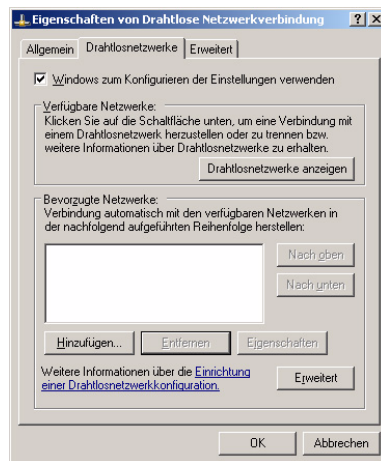 Eigenschaften von Drahtlose Netzwerkverbindung
Allgemein Drahtlosnetzwerke Erweitert
Windows zum Konfigurieren der Einstellungen verwenden
Verfügbare Netzwerke:
Klicken Sie auf die Schaltfläche unten, um eine Verbindung mit
einem Drahtlosnetzwerk herzustellen oder zu trennen bzw.
weitere Informationen über Drahtlosnetzwerke zu erhalten.
Drahtlosnetzwerke anzeigen
Bevorzugte Netzwerke:
Verbindung automatisch mit den verfügbaren Netzwerken in
der nachfolgend aufgeführten Reihenfolge herstellen:
Nach oben
Nach unten
Hinzufügen... Entfernen Eigenschaften
Weitere Informationen über die Einrichtung
einer Drahtlosnetzwerkkonfiguration.
Erweitert
OK Abbrechen